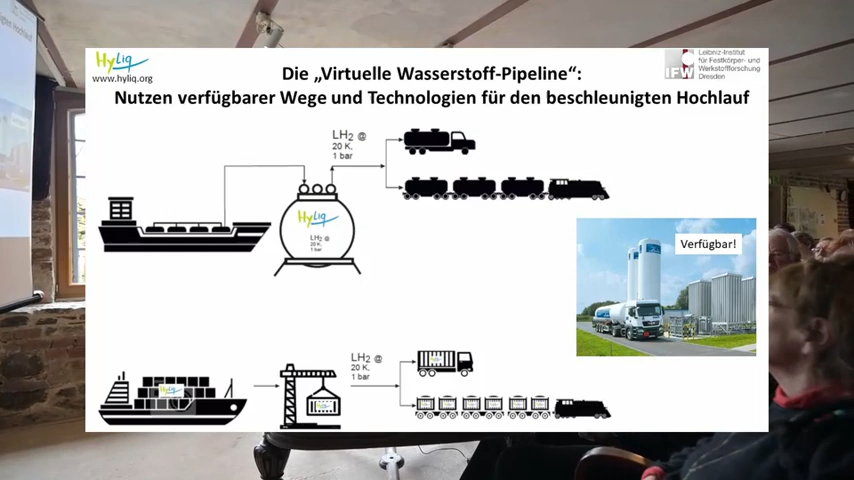 HyLiq
www.hyliq.org
IFW
Leibniz-Institut
für Festkörper- und
Werkstoffforschung
Dresden
Die „Virtuelle Wasserstoff-Pipeline“:
Nutzen verfügbarer Wege und Technologien für den beschleunigten Hochlauf
LH2 @
20 K,
1 bar
HyLiq
LH2 @
20 K,
1 bar
Verfügbar!
HyLiq
LH2 @
20 K,
1 bar